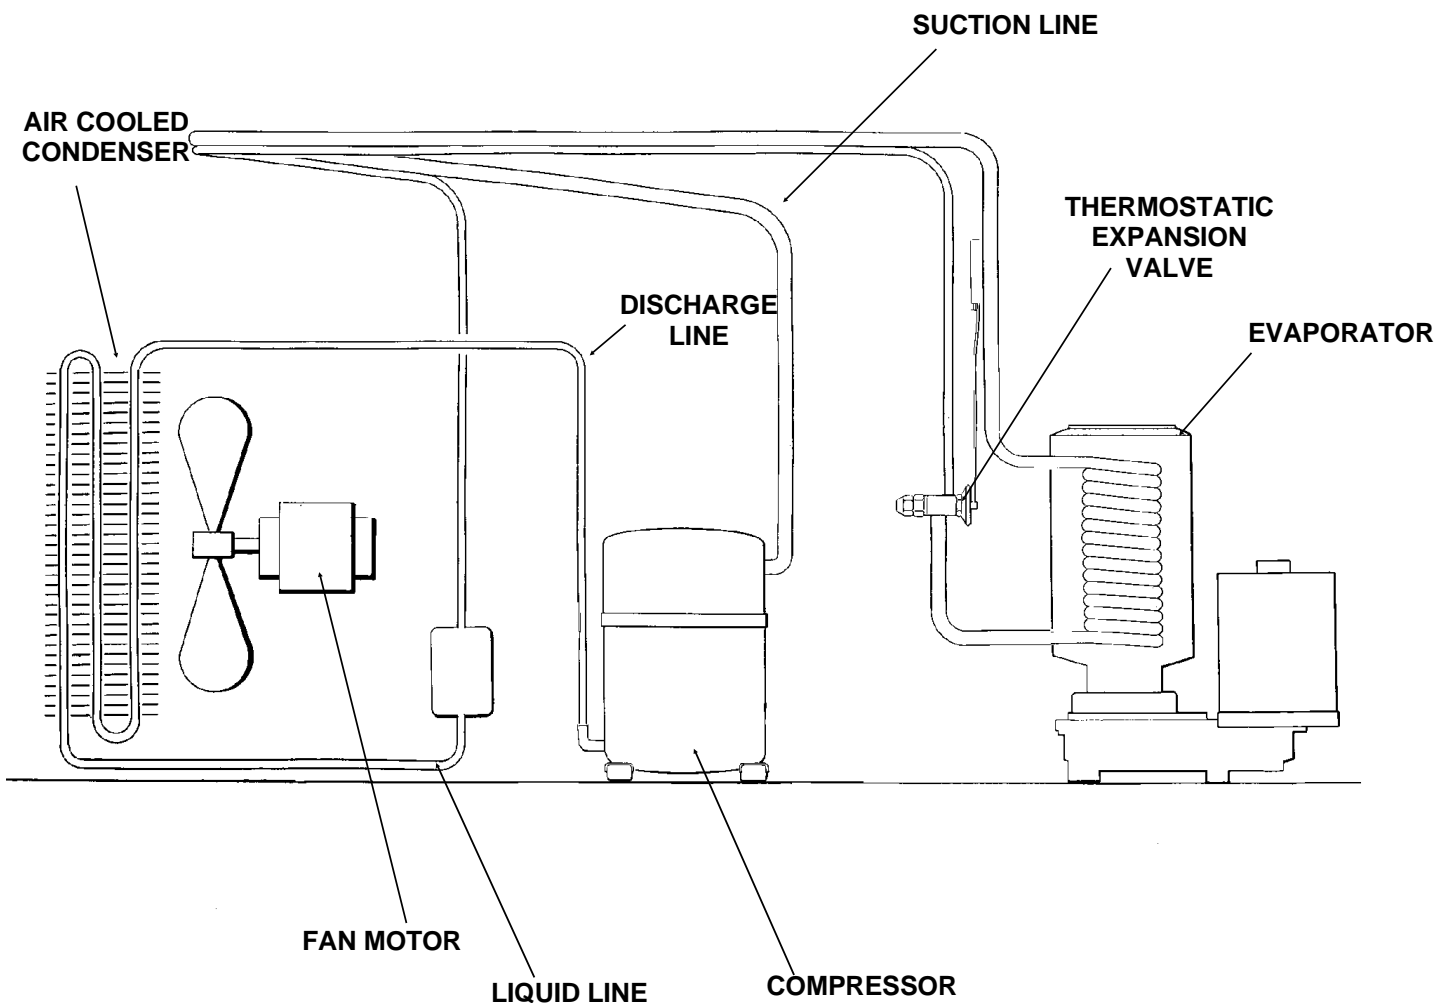 SUCTION LINE
AIR COOLED
CONDENSER
THERMOSTATIC
EXPANSION
VALVE
DISCHARGE
LINE
EVAPORATOR
FAN MOTOR
LIQUID LINE
COMPRESSOR